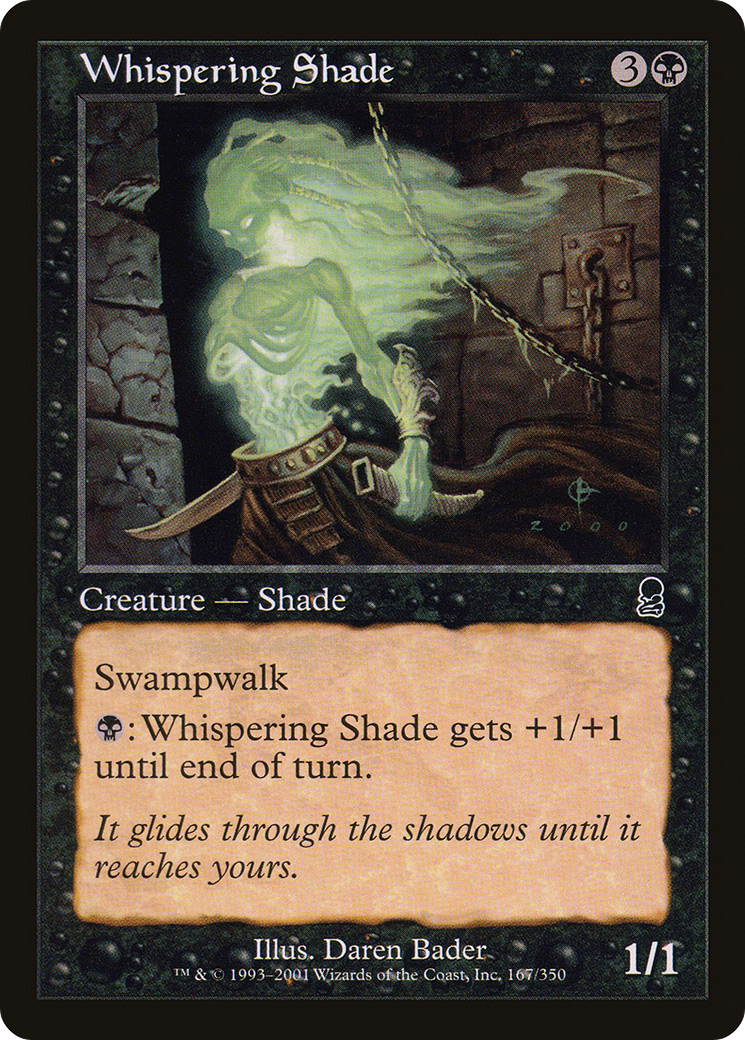 Whispering Shade 3
2000
Creature — Shade
Swampwalk
: Whispering Shade gets +1/+1
until end of turn.
It glides through the shadows until it
reaches yours.
Illus. Daren Bader
™ & © 1993–2001 Wizards of the Coast, Inc. 167/350
1/1